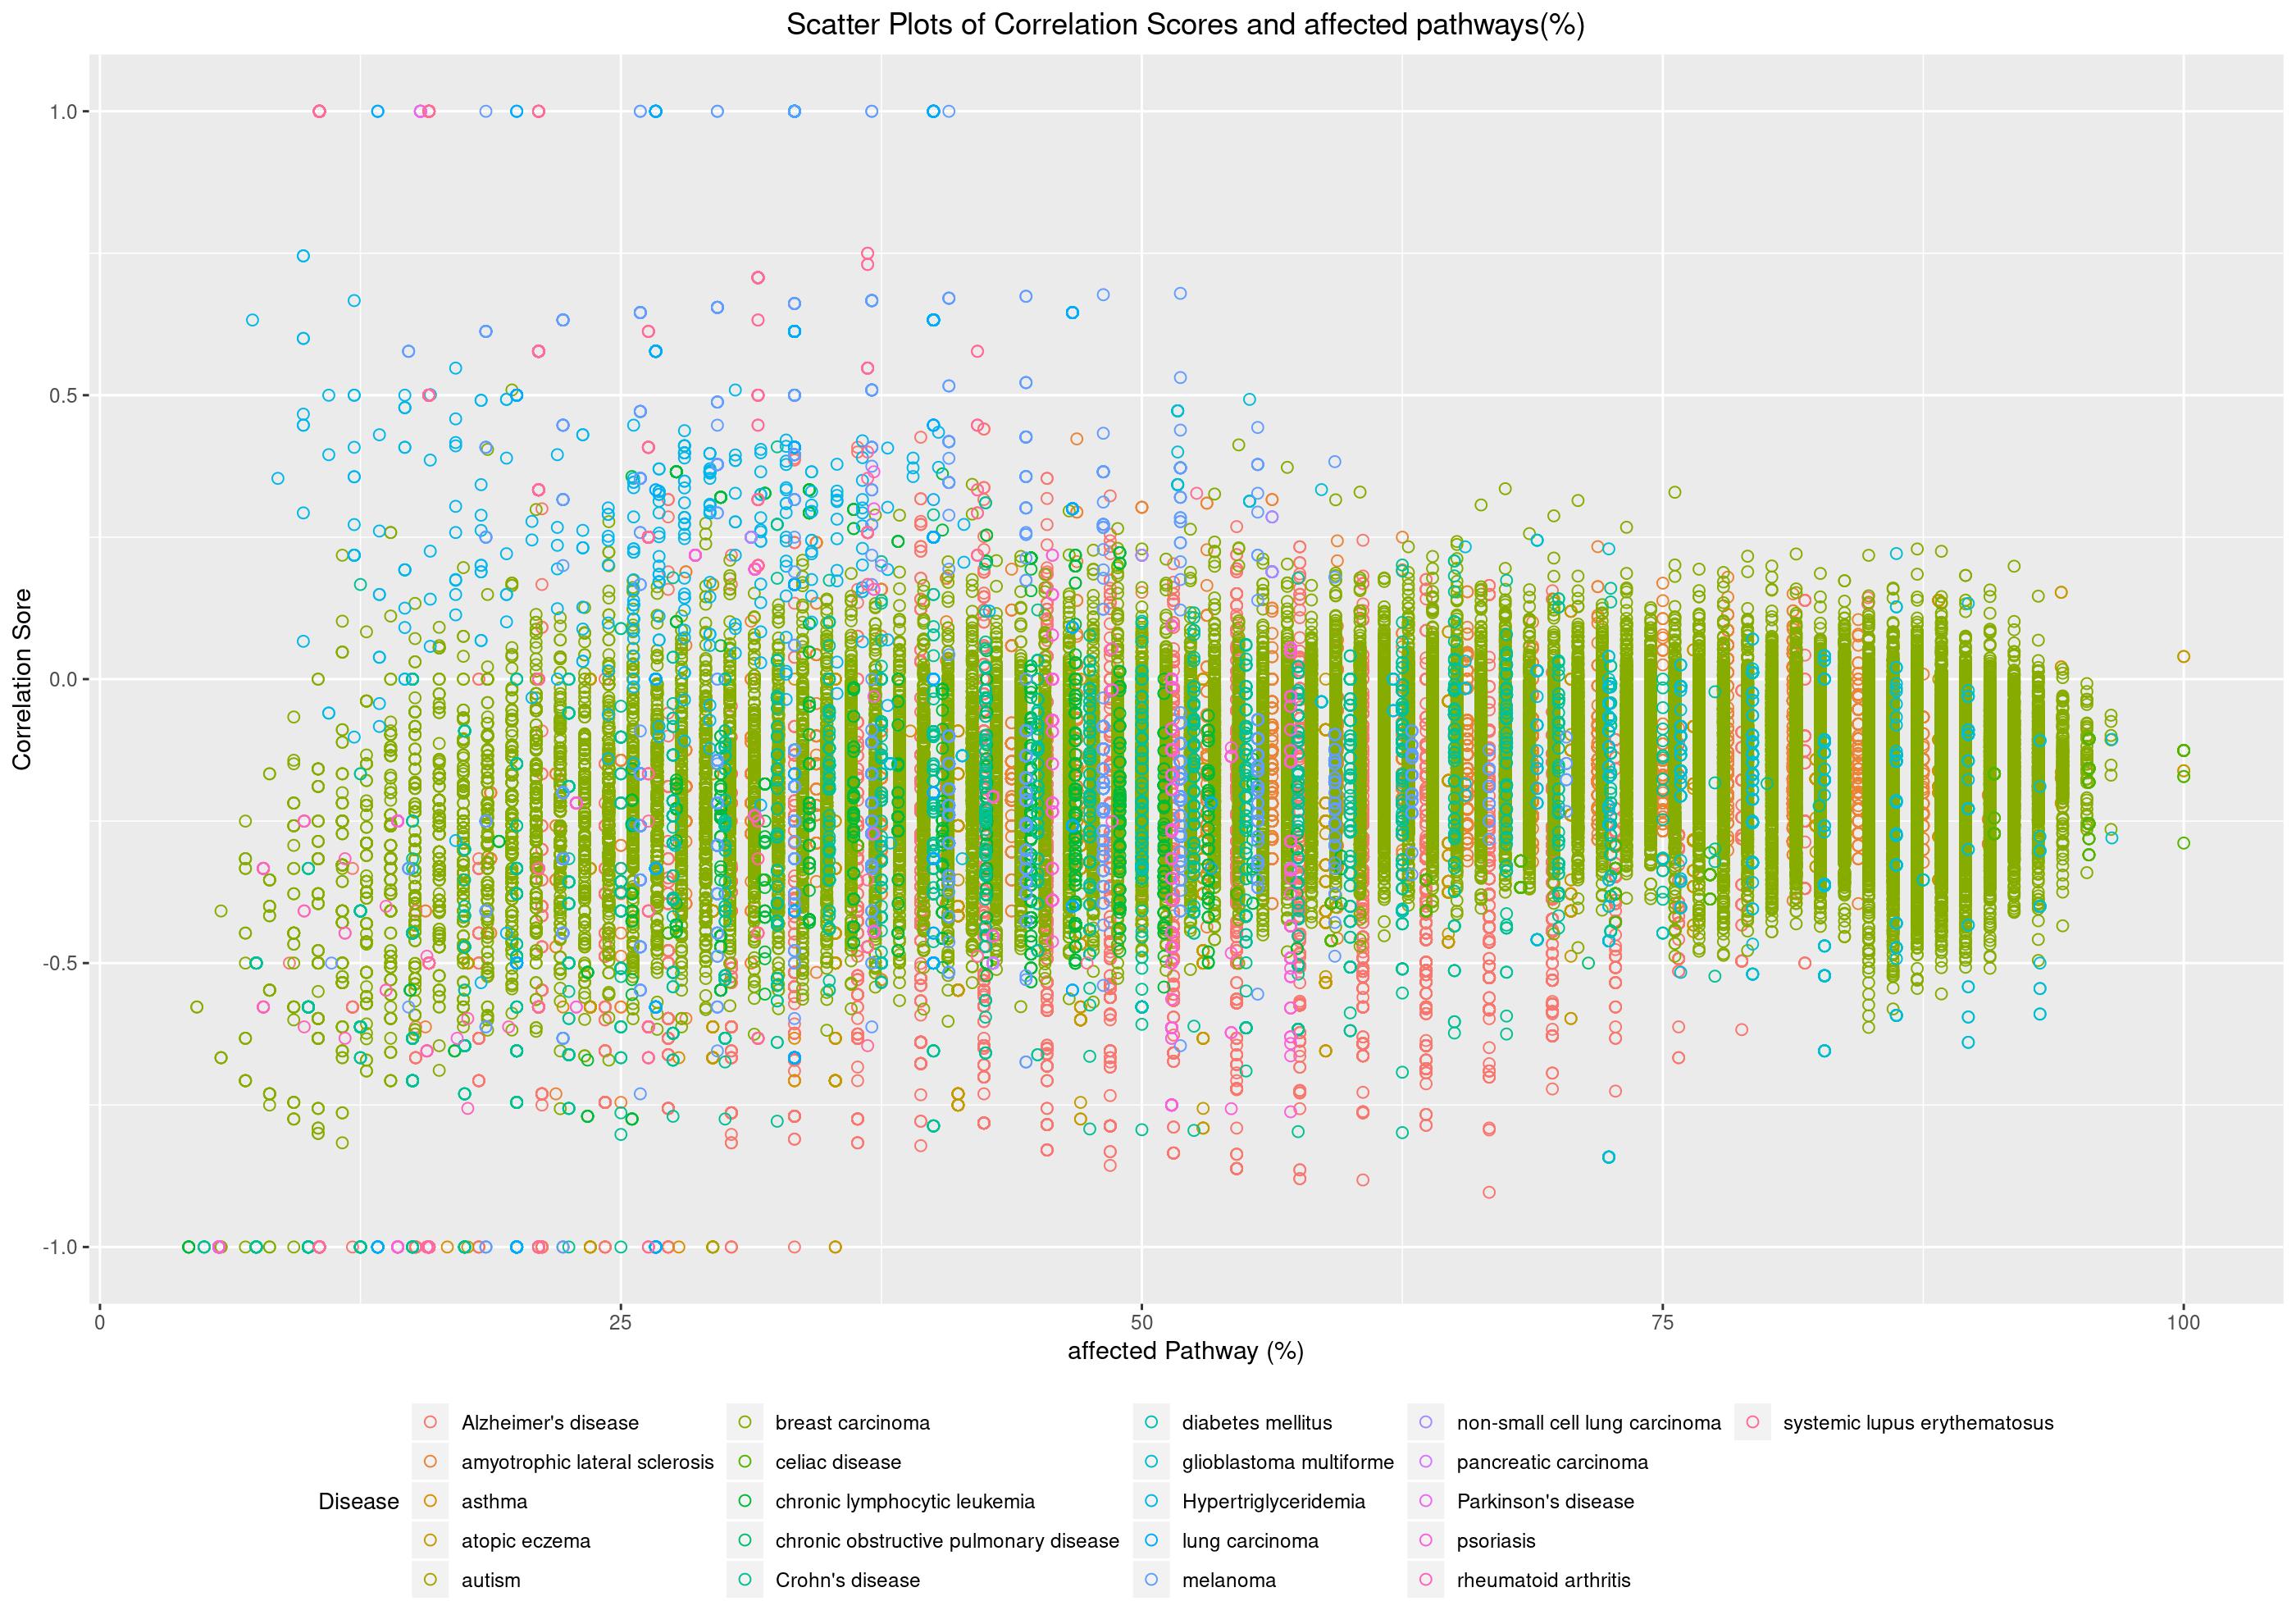 Scatter Plots of Correlation Scores and affected pathways(%)
1.0
0.5
0.0
-0.5
-1.0
Correlation Sore
0 25 50 75 100
affected Pathway (%)
Disease
Alzheimer's disease
amyotrophic lateral sclerosis
asthma
atopic eczema
autism
breast carcinoma
celiac disease
chronic lymphocytic leukemia
chronic obstructive pulmonary disease
Crohn's disease
diabetes mellitus
glioblastoma multiforme
Hypertriglyceridemia
lung carcinoma
melanoma
non-small cell lung carcinoma
pancreatic carcinoma
Parkinson's disease
psoriasis
rheumatoid arthritis
systemic lupus erythematosus